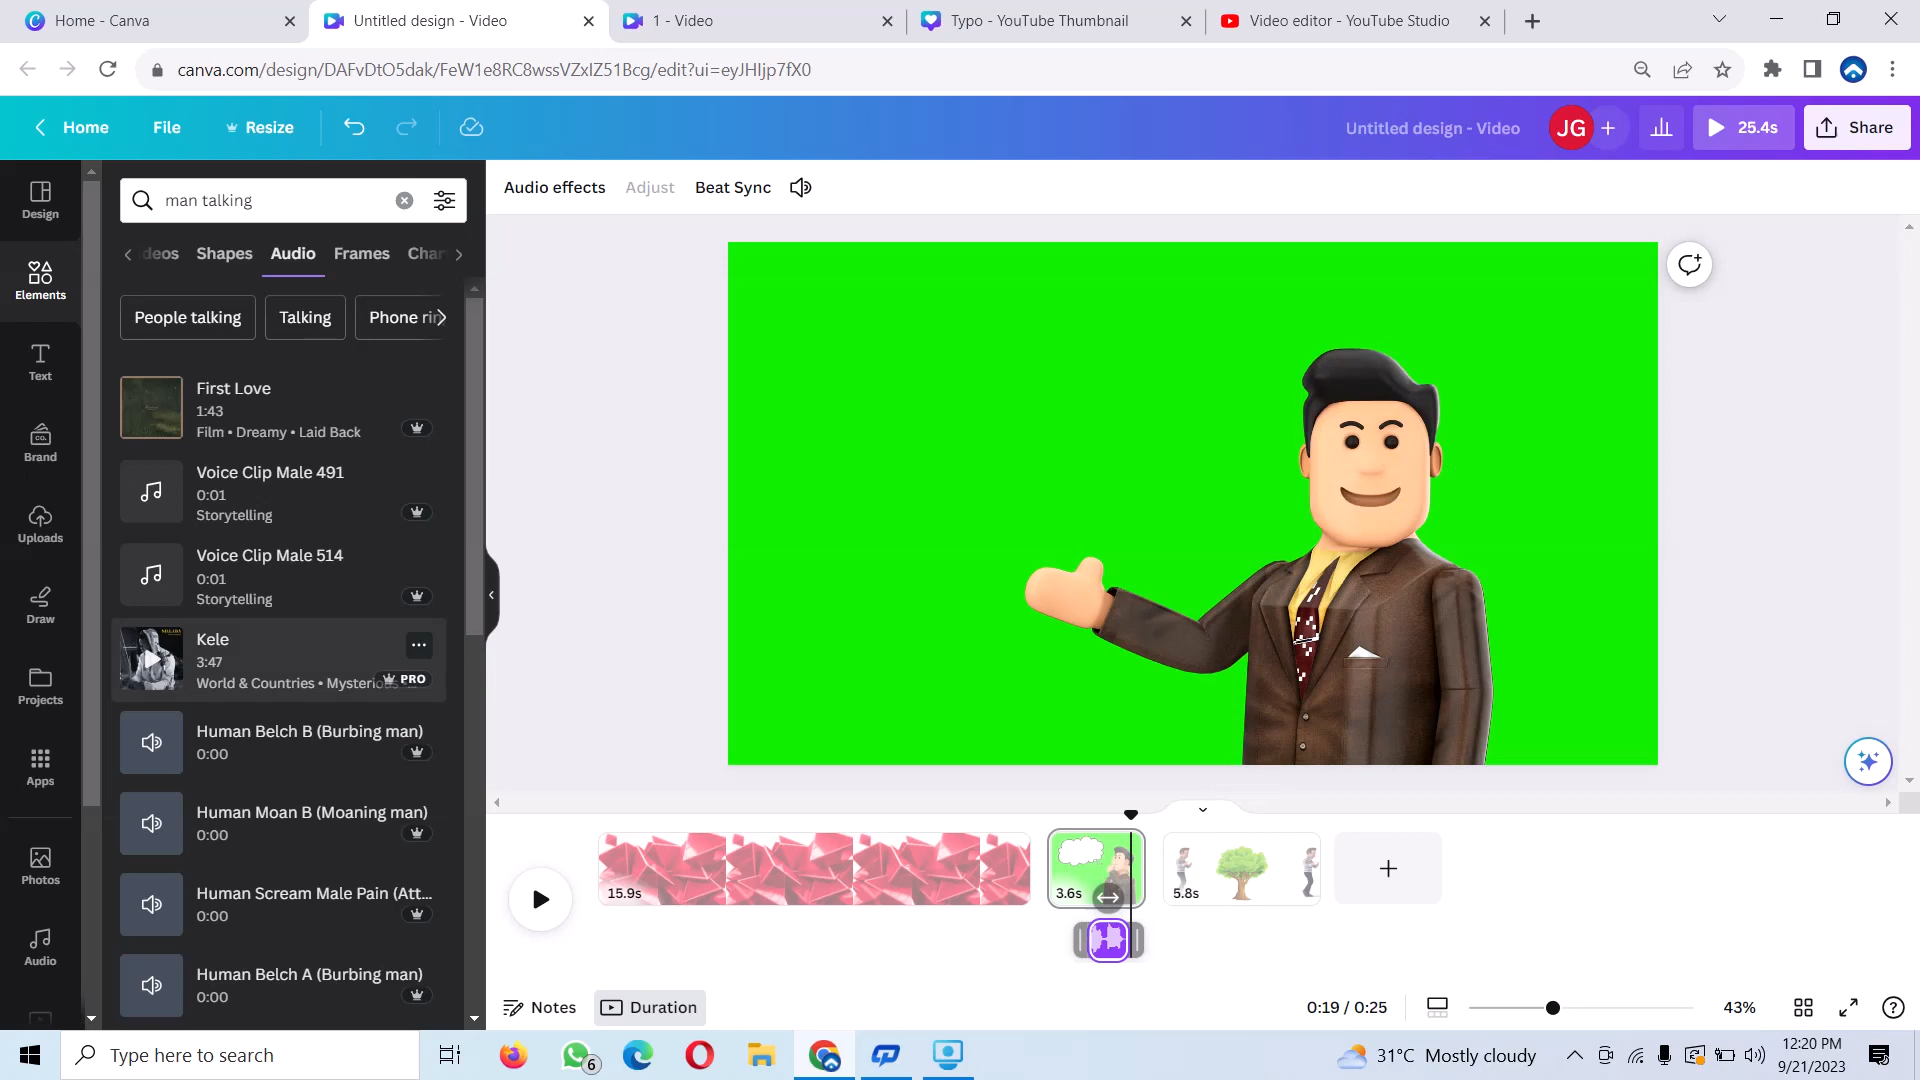 Home - Canva
Untitled design - Video
1 - Video
Typo - YouTube Thumbnail
Video editor - YouTube Studio
canva.com/design/DAFvDtO5dak/FeW1e8RC8wssVZxIZ51Bcg/edit?ui=eyJHIjp7fX0
Home
File
Resize
Untitled design - Video
JG
25.4s
Share
Design
Elements
Text
Brand
Uploads
Draw
Projects
Apps
Photos
Audio
man talking
deos
Shapes
Audio
Frames
Char
People talking
Talking
Phone rin
First Love
1:43
Film • Dreamy • Laid Back
Voice Clip Male 491
0:01
Storytelling
Voice Clip Male 514
0:01
Storytelling
Kele
3:47
World & Countries • Mysterio
PRO
Human Belch B (Burbing man)
0:00
Human Moan B (Moaning man)
0:00
Human Scream Male Pain (Att...
0:00
Human Belch A (Burbing man)
0:00
Audio effects
Adjust
Beat Sync
15.9s
3.6s
5.8s
Notes
Duration
0:19 / 0:25
43%
Type here to search
6
31°C Mostly cloudy
12:20 PM
9/21/2023